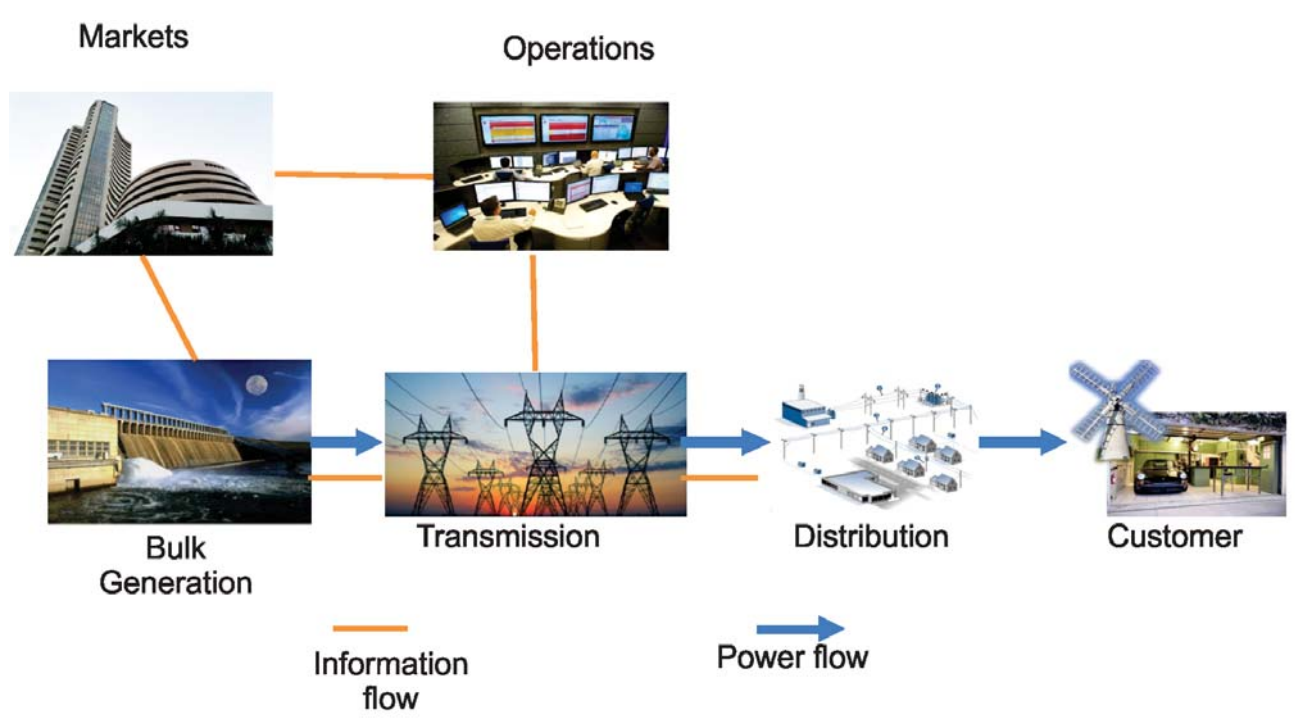 Markets
Operations
Bulk
Generation
Transmission
Distribution
Customer
Information
flow
Power flow